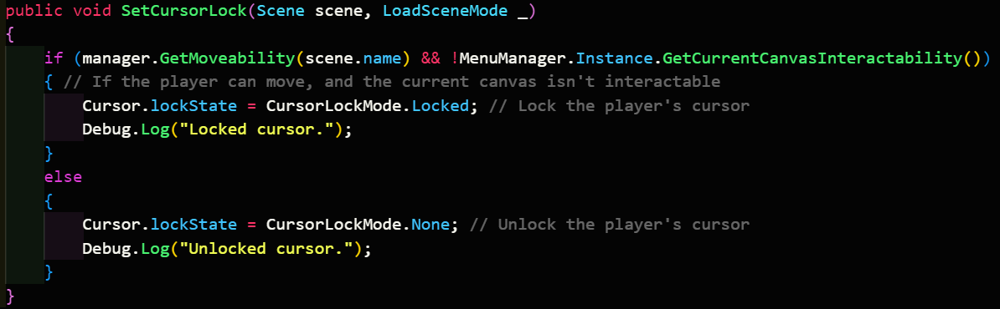 public void SetCursorLock(Scene scene, LoadSceneMode _)
{
    if (manager.GetMoveability(scene.name) && !MenuManager.Instance.GetCurrentCanvasInteractability())
    { // If the player can move, and the current canvas isn't interactable
        Cursor.lockState = CursorLockMode.Locked; // Lock the player's cursor
        Debug.Log("Locked cursor.");
    }
    else
    {
        Cursor.lockState = CursorLockMode.None; // Unlock the player's cursor
        Debug.Log("Unlocked cursor.");
    }
}